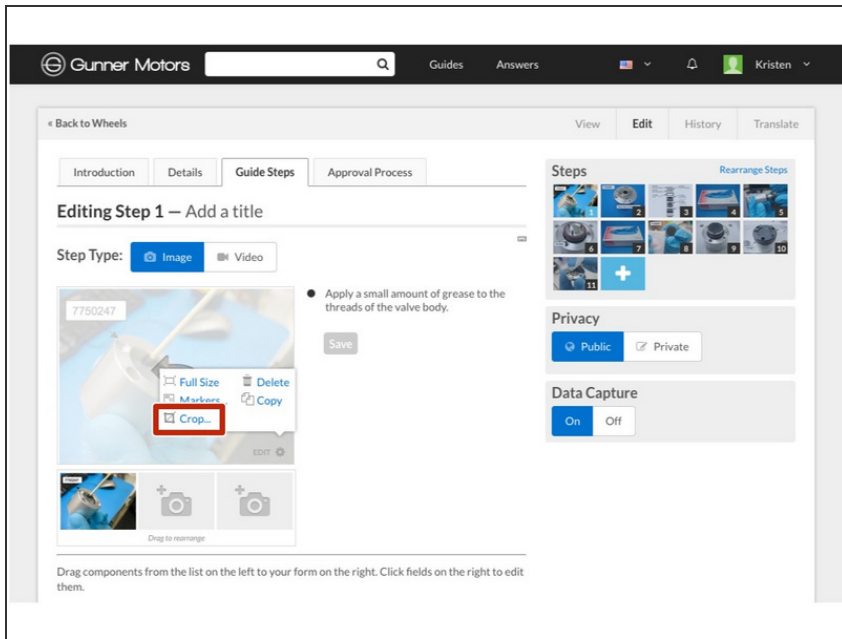 Gunner Motors
Guides Answers
Kristen
« Back to Wheels
View Edit History Translate
Introduction Details Guide Steps Approval Process
Editing Step 1 — Add a title
Step Type: Image Video
7750247
Full Size Delete
Markers... Copy
Crop...
EDIT
Apply a small amount of grease to the
threads of the valve body.
Save
Drag to rearrange
Drag components from the list on the left to your form on the right. Click fields on the right to edit
them.
Steps Rearrange Steps
1 2 3 4 5
6 7 8 9 10
11
Privacy
Public Private
Data Capture
On Off